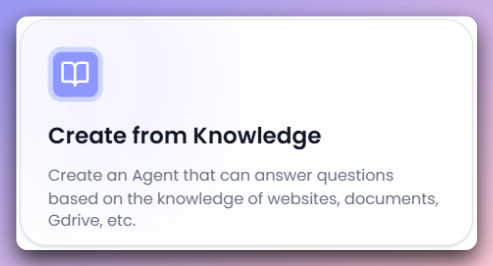 Create from Knowledge
Create an Agent that can answer questions
based on the knowledge of websites, documents,
Gdrive, etc.